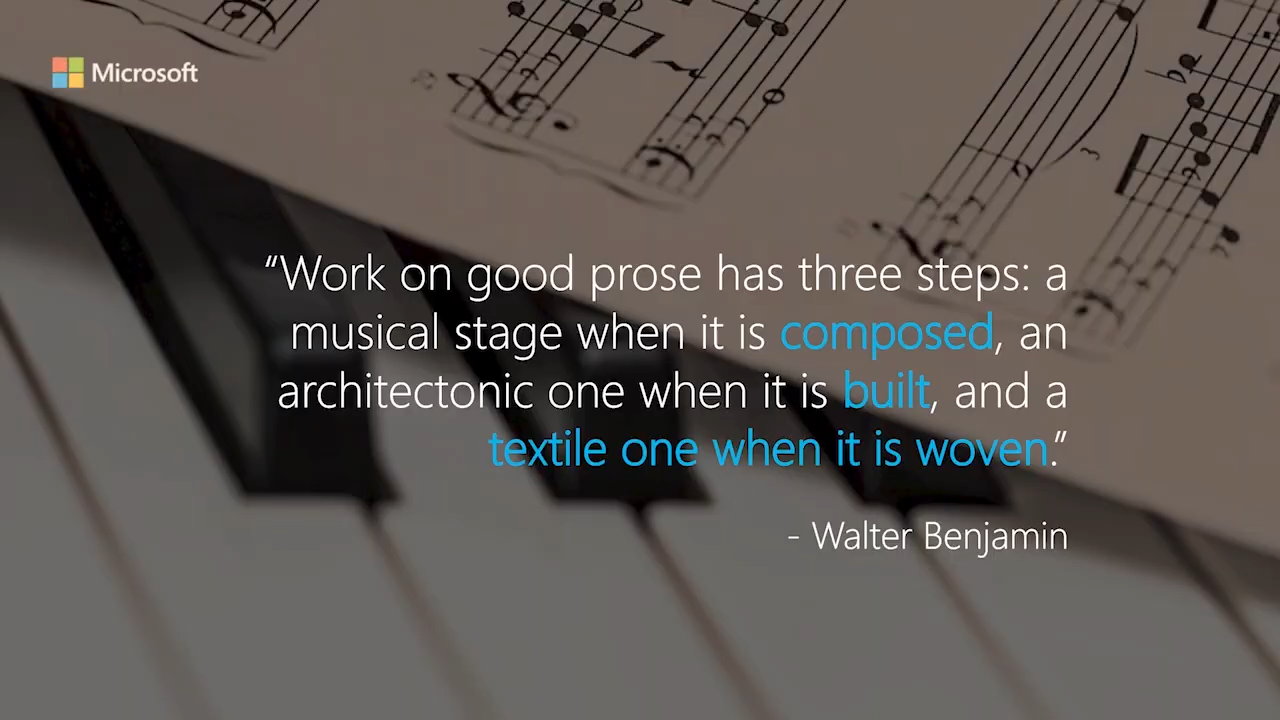 Microsoft
“Work on good prose has three steps: a
musical stage when it is composed, an
architectonic one when it is built, and a
textile one when it is woven.”
- Walter Benjamin